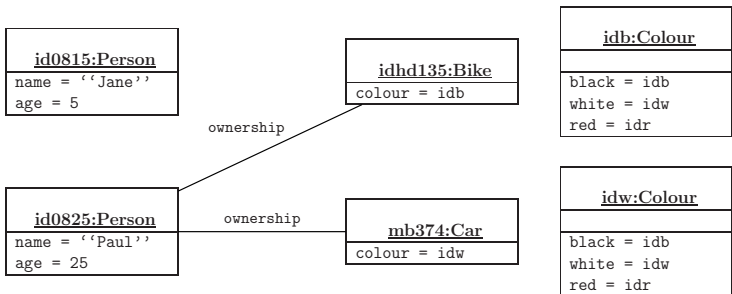 id0815:Person
name = ‘‘Jane’’
age = 5
idhd135:Bike
colour = idb
idb:Colour
black = idb
white = idw
red = idr
ownership
id0825:Person
name = ‘‘Paul’’
age = 25
ownership
mb374:Car
colour = idw
idw:Colour
black = idb
white = idw
red = idr